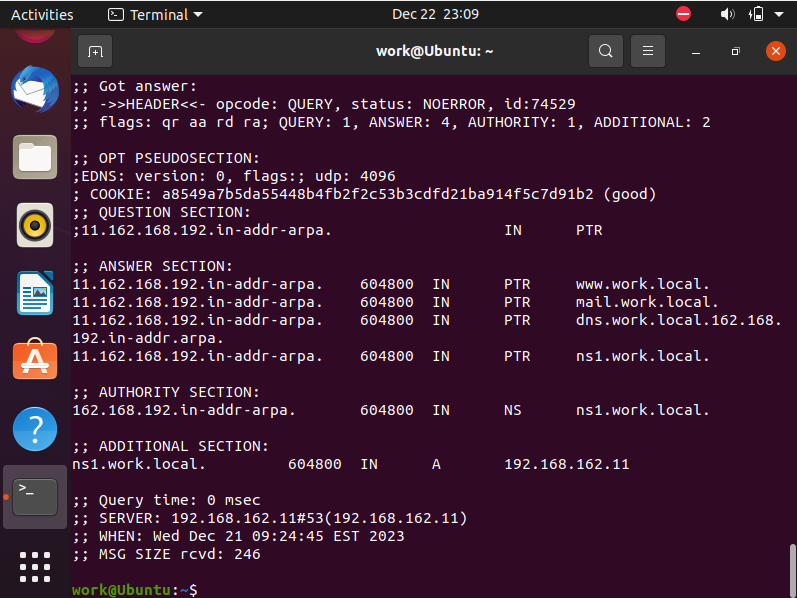 Activities
Terminal
Dec 22 23:09
work@Ubuntu: ~
;; Got answer:
;; ->>HEADER<<- opcode: QUERY, status: NOERROR, id:74529
;; flags: qr aa rd ra; QUERY: 1, ANSWER: 4, AUTHORITY: 1, ADDITIONAL: 2
;; OPT PSEUDOSECTION:
;EDNS: version: 0, flags:; udp: 4096
; COOKIE: a8549a7b5da55448b4fb2f2c53b3cdfd21ba914f5c7d91b2 (good)
;; QUESTION SECTION:
;11.162.168.192.in-addr-arpa. IN PTR
;; ANSWER SECTION:
11.162.168.192.in-addr-arpa. 604800 IN PTR www.work.local.
11.162.168.192.in-addr-arpa. 604800 IN PTR mail.work.local.
11.162.168.192.in-addr-arpa. 604800 IN PTR dns.work.local.162.168.
192.in-addr.arpa.
11.162.168.192.in-addr-arpa. 604800 IN PTR ns1.work.local.
;; AUTHORITY SECTION:
162.168.192.in-addr-arpa. 604800 IN NS ns1.work.local.
;; ADDITIONAL SECTION:
ns1.work.local. 604800 IN A 192.168.162.11
;; Query time: 0 msec
;; SERVER: 192.168.162.11#53(192.168.162.11)
;; WHEN: Wed Dec 21 09:24:45 EST 2023
;; MSG SIZE rcvd: 246
work@Ubuntu:~$